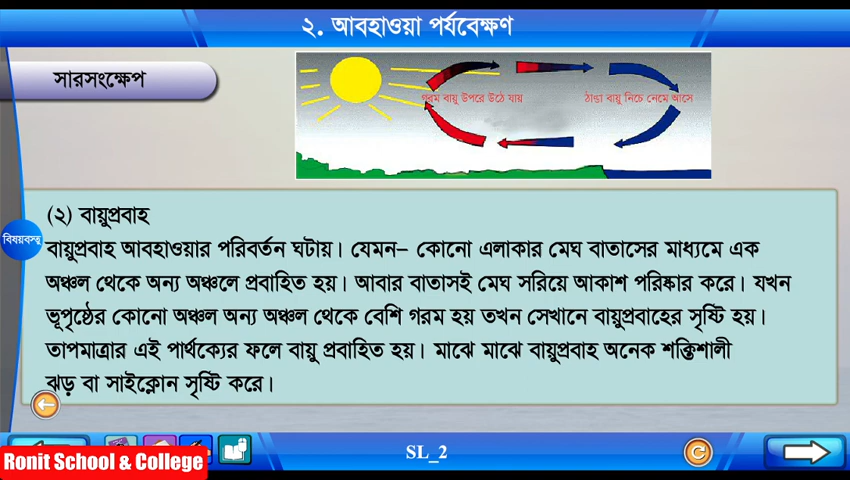 ২. আবহাওয়া পর্যবেক্ষণ
সারসংক্ষেপ
গরম বায়ু উপরে উঠে যায়
ঠান্ডা বায়ু নিচে নেমে আসে
(২) বায়ুপ্রবাহ
বিষয়বস্তু
বায়ুপ্রবাহ আবহাওয়ার পরিবর্তন ঘটায়। যেমন– কোনো এলাকার মেঘ বাতাসের মাধ্যমে এক
অঞ্চল থেকে অন্য অঞ্চলে প্রবাহিত হয়। আবার বাতাসই মেঘ সরিয়ে আকাশ পরিষ্কার করে। যখন
ভূপৃষ্ঠের কোনো অঞ্চল অন্য অঞ্চল থেকে বেশি গরম হয় তখন সেখানে বায়ুপ্রবাহের সৃষ্টি হয়।
তাপমাত্রার এই পার্থক্যের ফলে বায়ু প্রবাহিত হয়। মাঝে মাঝে বায়ুপ্রবাহ অনেক শক্তিশালী
ঝড় বা সাইক্লোন সৃষ্টি করে।
SL_2
Ronit School & College